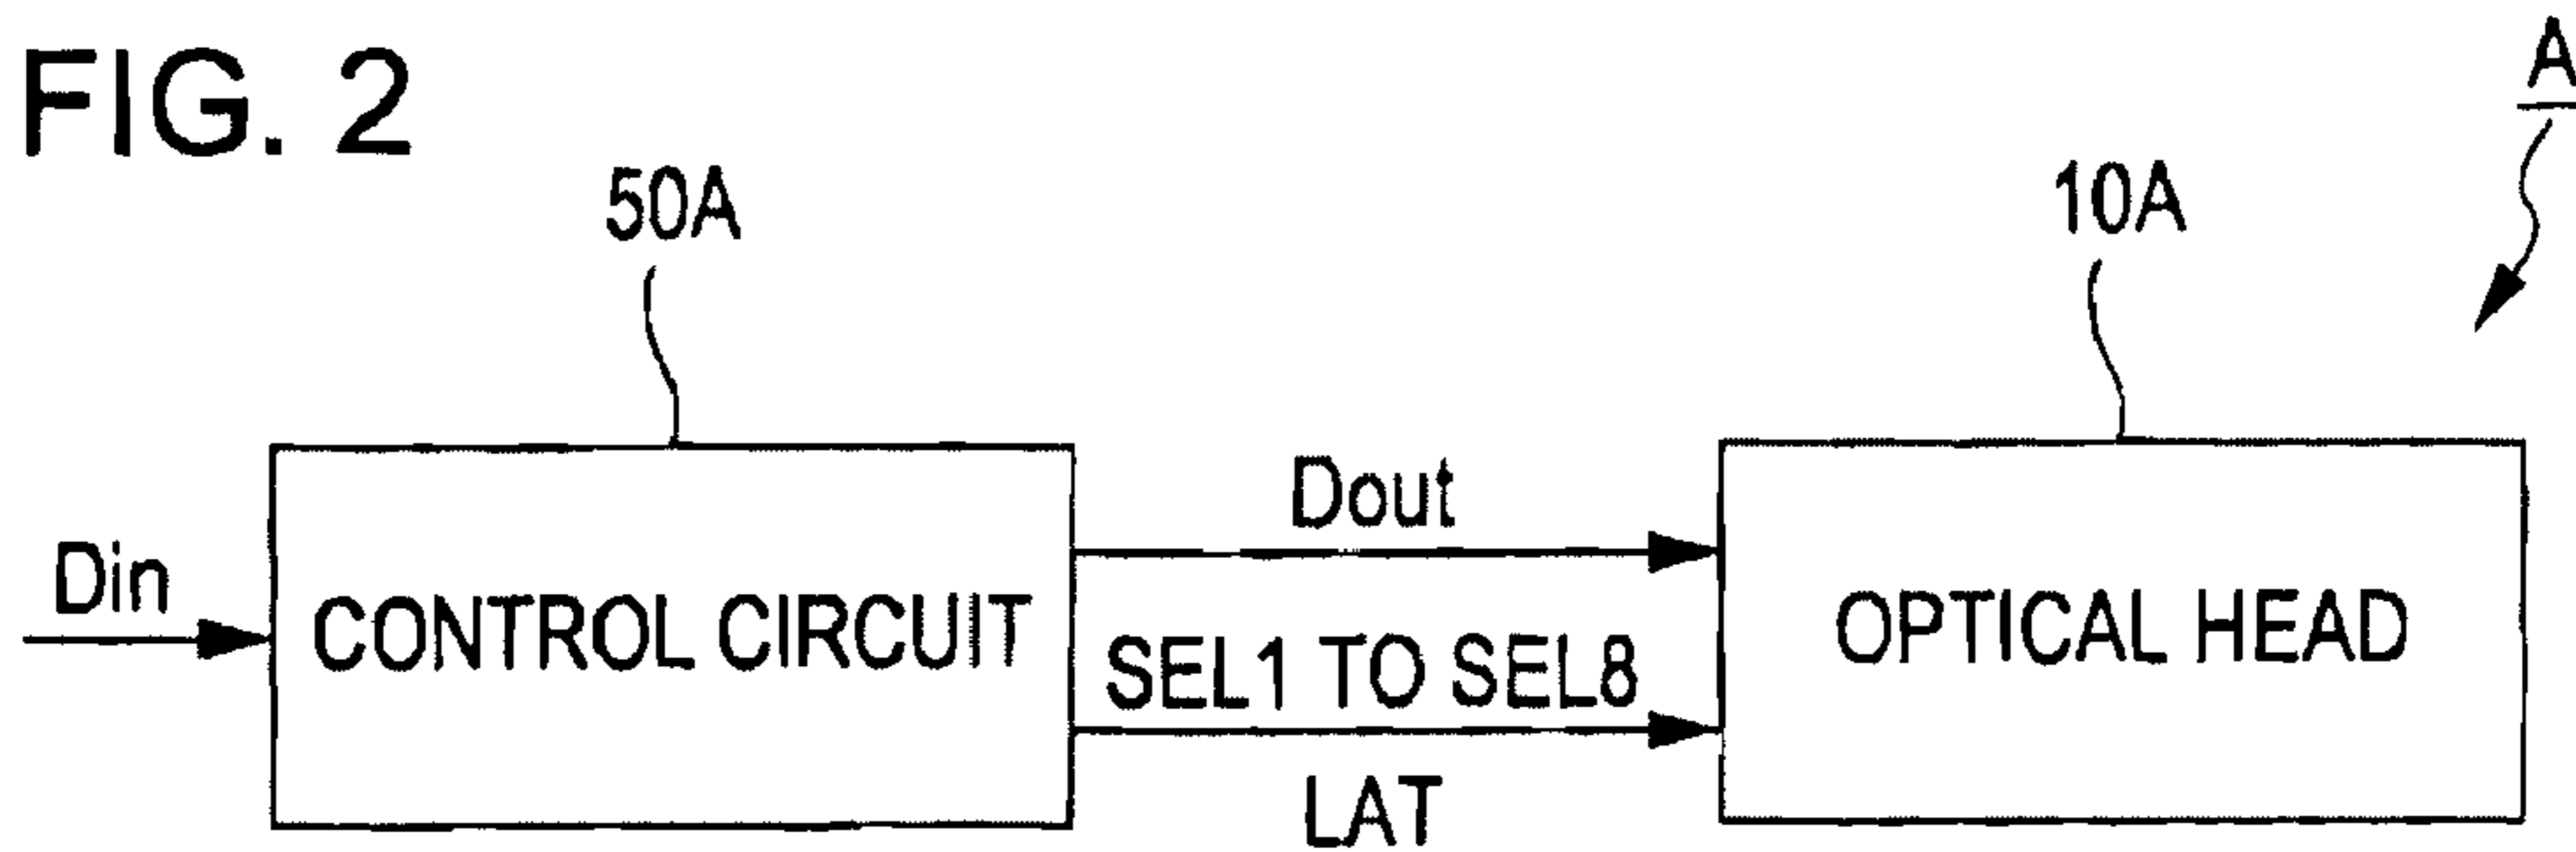 FIG. 2
A
50A
10A
Din
CONTROL CIRCUIT
Dout
SEL1 TO SEL8
LAT
OPTICAL HEAD